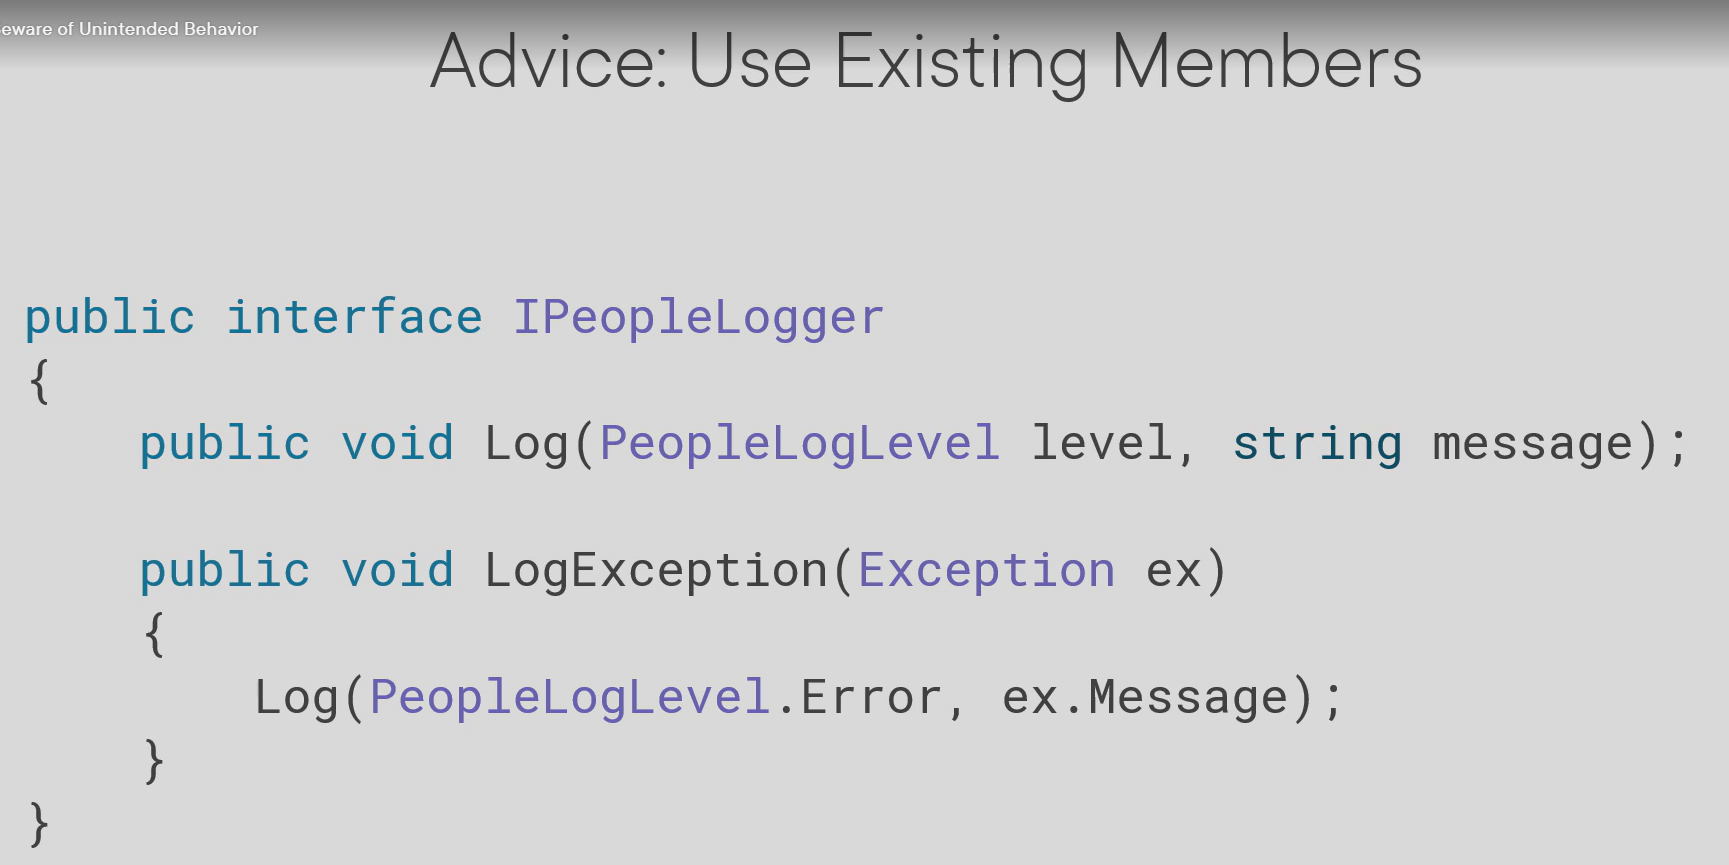 eware of Unintended Behavior
Advice: Use Existing Members
public interface IPeopleLogger
{
    public void Log(PeopleLogLevel level, string message);
    public void LogException(Exception ex)
    {
        Log(PeopleLogLevel.Error, ex.Message);
    }
}